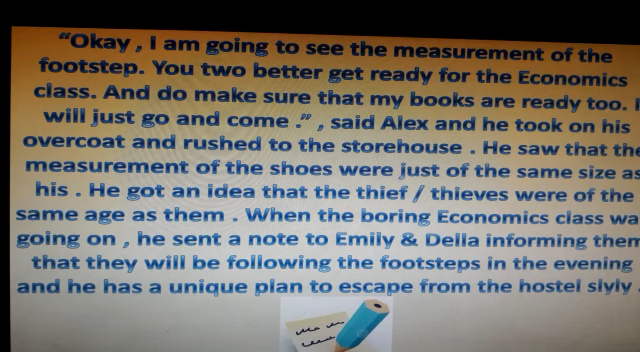 “Okay , I am going to see the measurement of the
footstep. You two better get ready for the Economics
class. And do make sure that my books are ready too. I
will just go and come .” , said Alex and he took on his
overcoat and rushed to the storehouse . He saw that the
measurement of the shoes were just of the same size as
his . He got an idea that the thief / thieves were of the
same age as them . When the boring Economics class wa
going on , he sent a note to Emily & Della informing them
that they will be following the footsteps in the evening
and he has a unique plan to escape from the hostel slyly .